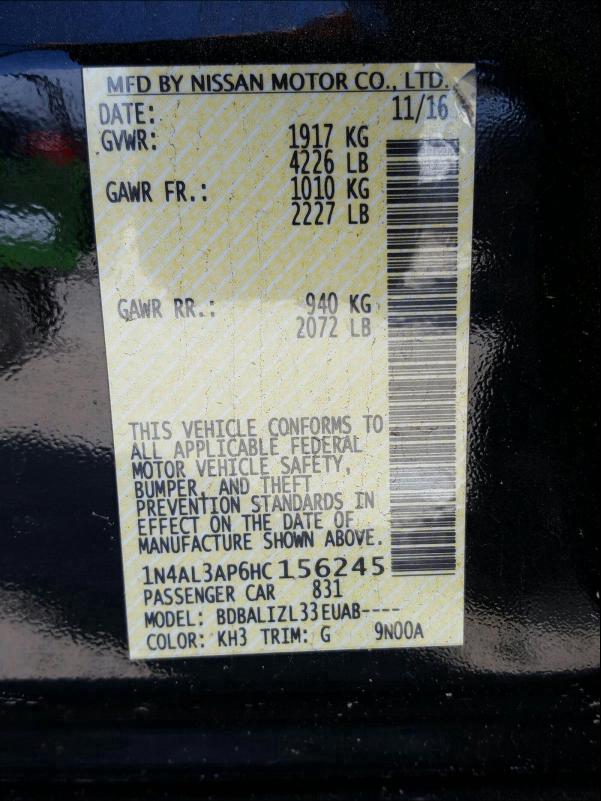 MFD BY NISSAN MOTOR CO., LTD.
DATE: 11/16
GVWR: 1917 KG
4226 LB
GAWR FR.: 1010 KG
2227 LB
GAWR RR.: 940 KG
2072 LB
THIS VEHICLE CONFORMS TO
ALL APPLICABLE FEDERAL
MOTOR VEHICLE SAFETY,
BUMPER, AND THEFT
PREVENTION STANDARDS IN
EFFECT ON THE DATE OF
MANUFACTURE SHOWN ABOVE.
1N4AL3AP6HC156245
PASSENGER CAR 831
MODEL: BDBALIZL33EUAB----
COLOR: KH3 TRIM: G 9N00A